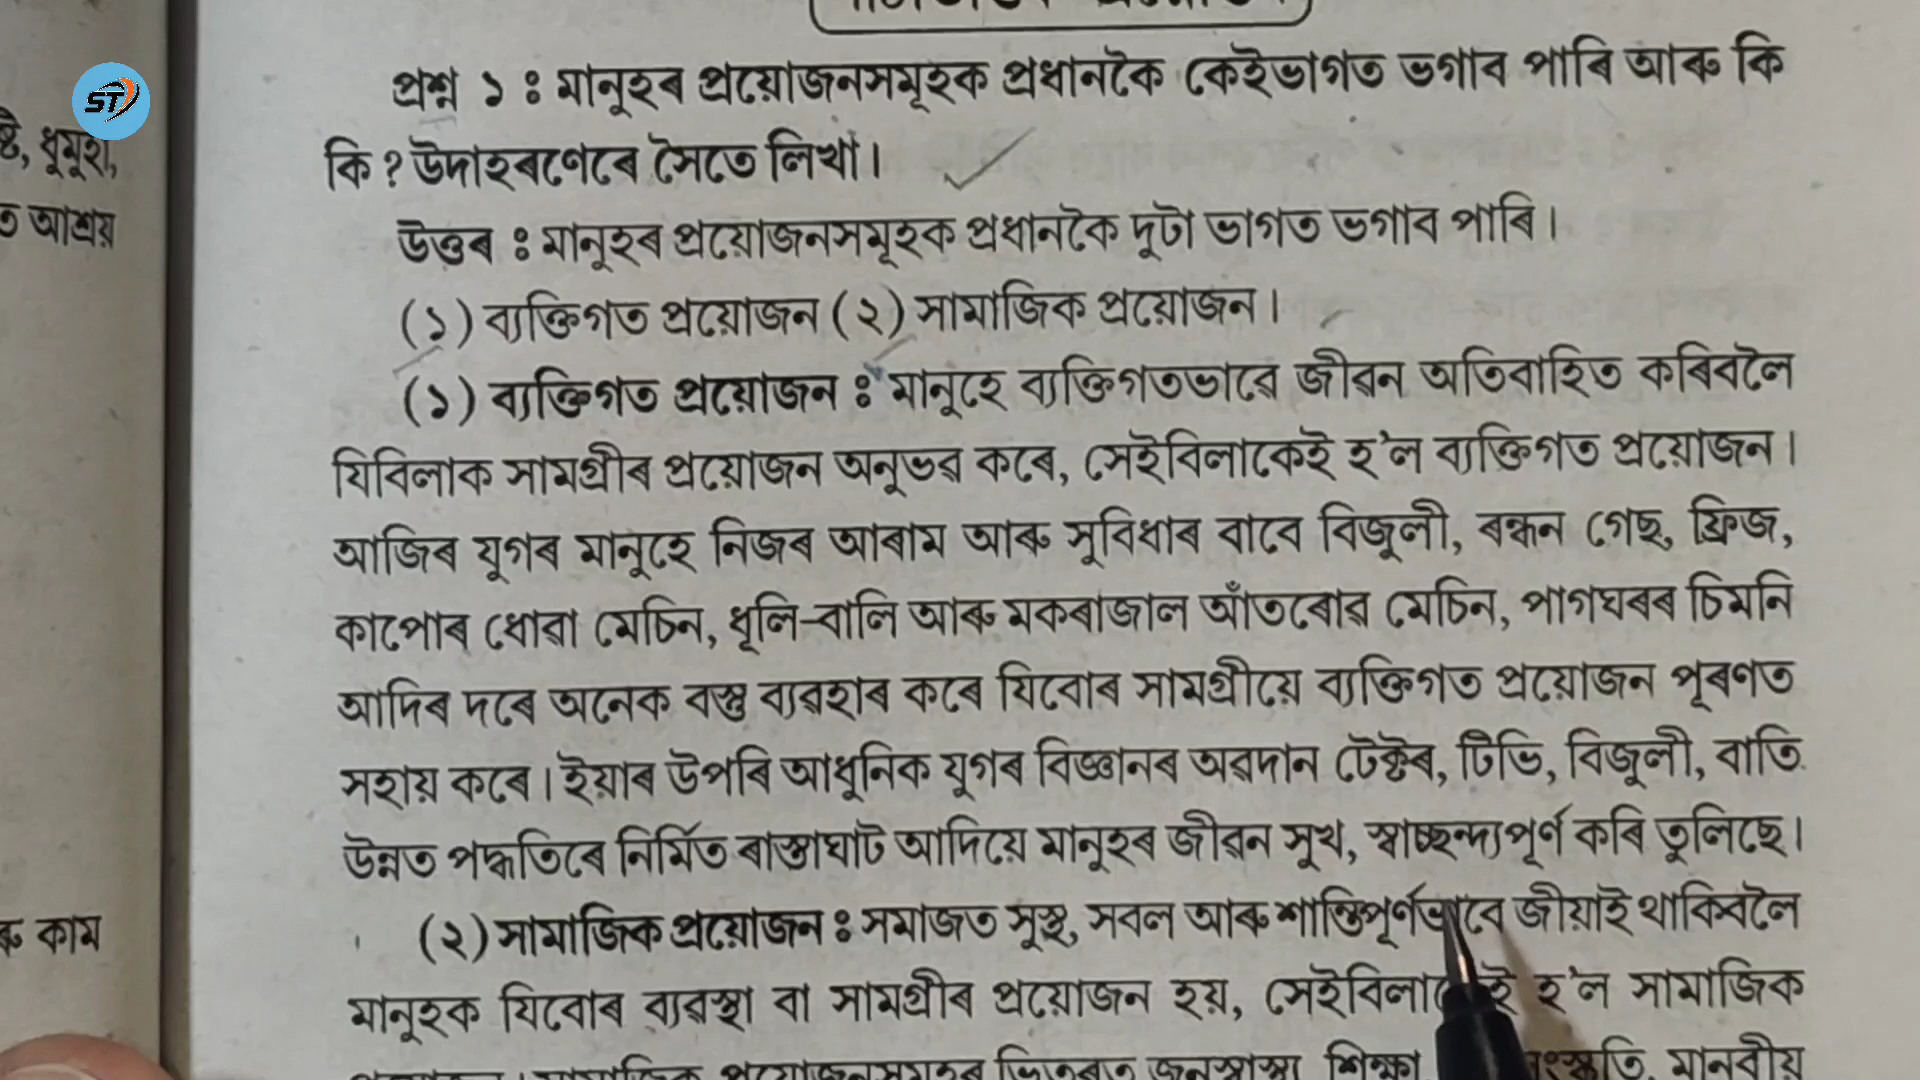 ST
ধুমুহা,
আশ্ৰয়
কাম
প্ৰশ্ন ১ ঃ মানুহৰ প্ৰয়োজনসমূহক প্ৰধানকৈ কেইভাগত ভগাব পাৰি আৰু কি
কি ? উদাহৰণেৰে সৈতে লিখা।
উত্তৰ ঃ মানুহৰ প্ৰয়োজনসমূহক প্ৰধানকৈ দুটা ভাগত ভগাব পাৰি।
(১) ব্যক্তিগত প্ৰয়োজন (২) সামাজিক প্ৰয়োজন।
(১) ব্যক্তিগত প্ৰয়োজন ঃ মানুহে ব্যক্তিগতভাৱে জীৱন অতিবাহিত কৰিবলৈ
যিবিলাক সামগ্ৰীৰ প্ৰয়োজন অনুভৱ কৰে, সেইবিলাকেই হ'ল ব্যক্তিগত প্ৰয়োজন।
আজিৰ যুগৰ মানুহে নিজৰ আৰাম আৰু সুবিধাৰ বাবে বিজুলী, ৰন্ধন গেছ, ফ্ৰিজ,
কাপোৰ ধোৱা মেচিন, ধূলি-বালি আৰু মকৰাজাল আঁতৰোৱ মেচিন, পাগঘৰৰ চিমনি
আদিৰ দৰে অনেক বস্তু ব্যৱহাৰ কৰে যিবোৰ সামগ্ৰীয়ে ব্যক্তিগত প্ৰয়োজন পূৰণত
সহায় কৰে। ইয়াৰ উপৰি আধুনিক যুগৰ বিজ্ঞানৰ অৱদান টেক্টৰ, টিভি, বিজুলী, বাতি
উন্নত পদ্ধতিৰে নিৰ্মিত ৰাস্তাঘাট আদিয়ে মানুহৰ জীৱন সুখ, স্বাচ্ছন্দ্যপূৰ্ণ কৰি তুলিছে।
(২) সামাজিক প্ৰয়োজন ঃ সমাজত সুস্থ, সবল আৰু শান্তিপূৰ্ণভাবে জীয়াই থাকিবলৈ
মানুহক যিবোৰ ব্যৱস্থা বা সামগ্ৰীৰ প্ৰয়োজন হয়, সেইবিলাকেই হ'ল সামাজিক
শিক্ষা মানবীয়